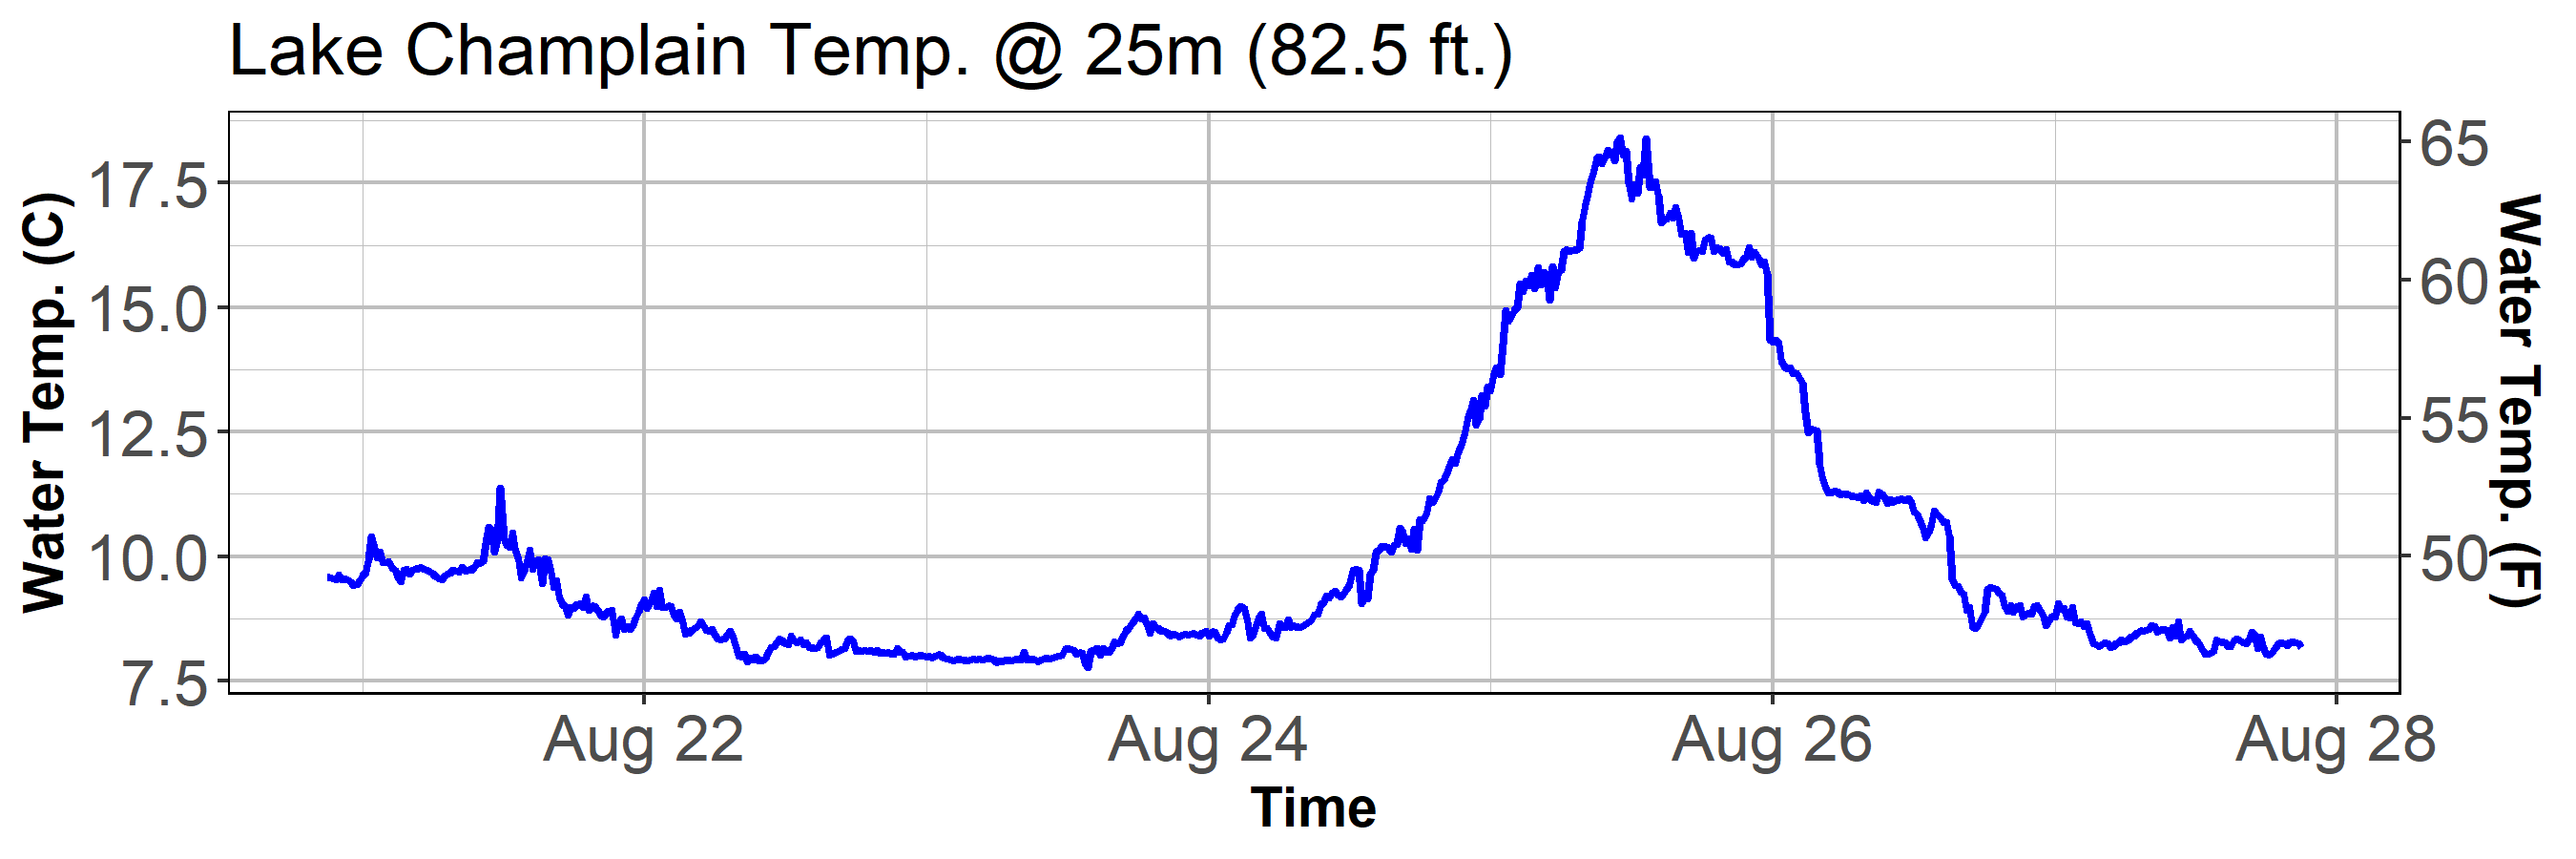 Lake Champlain Temp. @ 25m (82.5 ft.)
Water Temp. (C)
17.5
15.0
12.5
10.0
7.5
65
60
55
50
Water Temp. (F)
Aug 22 Aug 24 Aug 26 Aug 28
Time